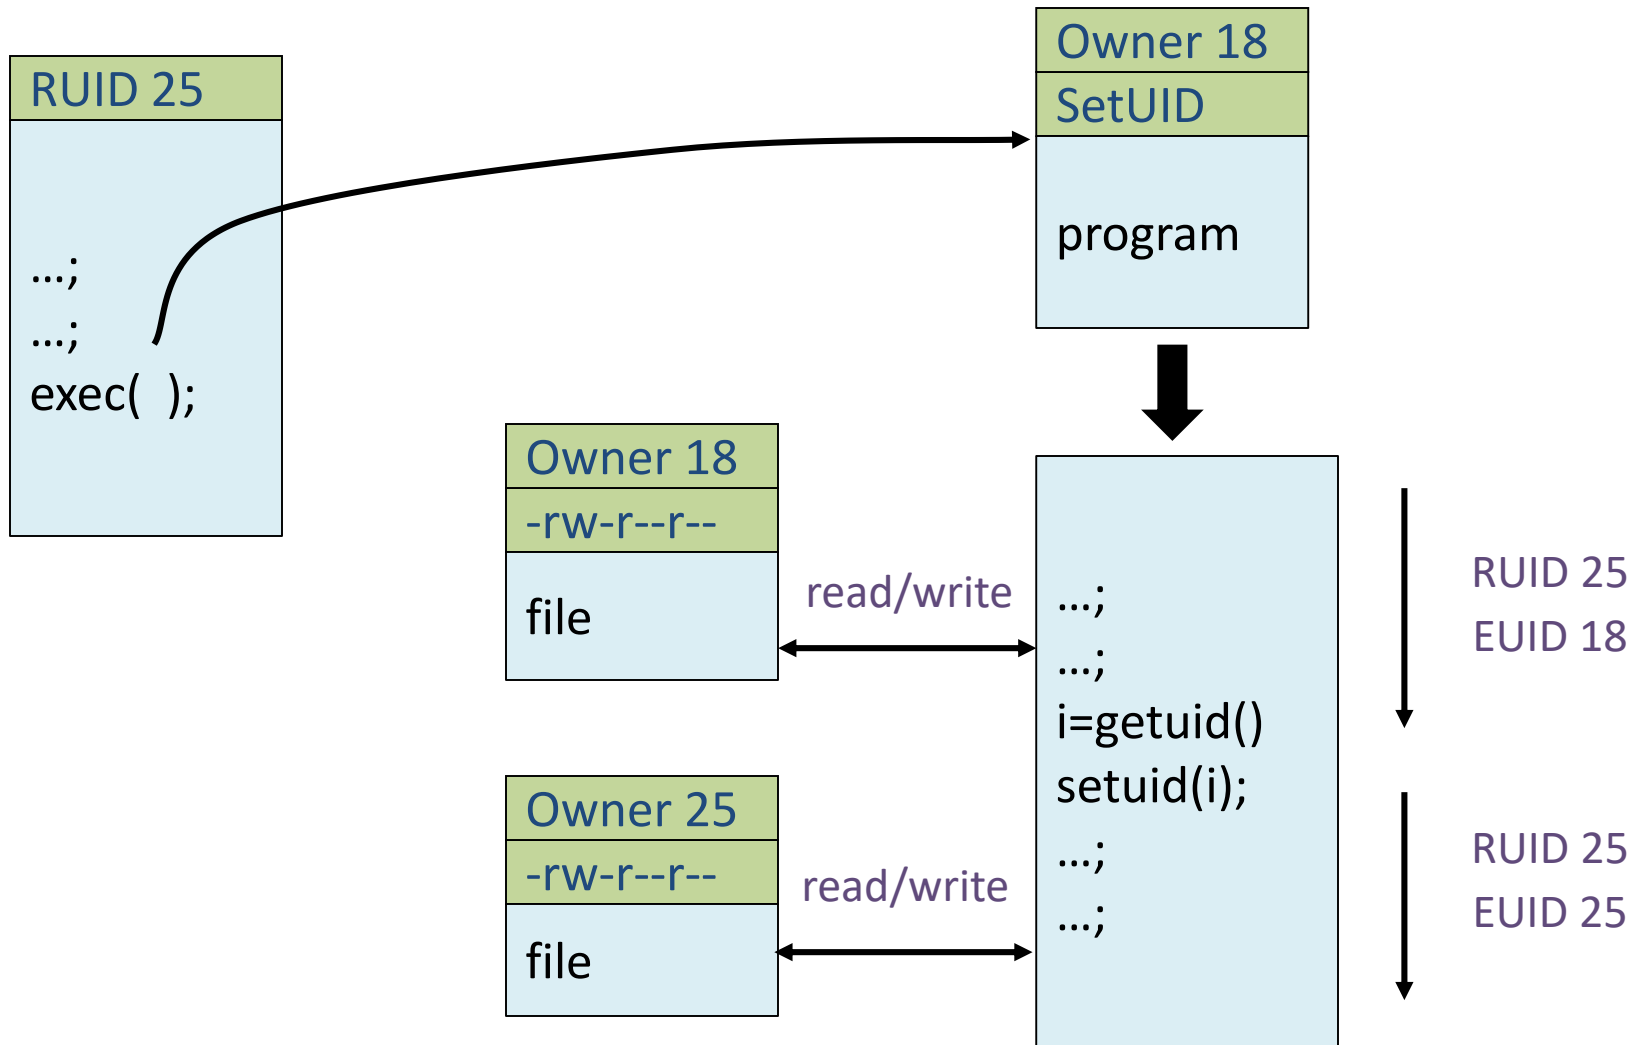 RUID 25
…;
…;
exec(  );
Owner 18
SetUID
program
Owner 18
-rw-r--r--
file
read/write
Owner 25
-rw-r--r--
file
read/write
…;
…;
i=getuid()
setuid(i);
…;
…;
RUID 25
EUID 18
RUID 25
EUID 25